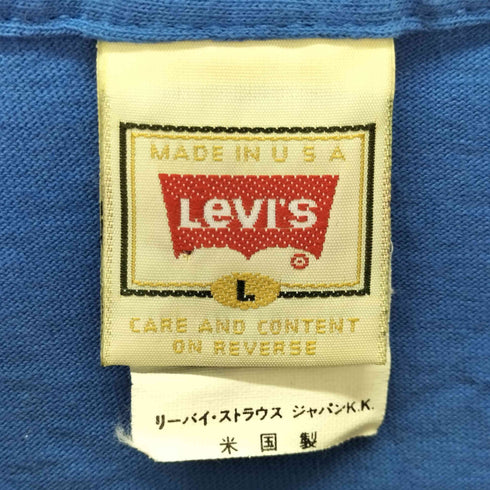 MADE IN U S A
Levi's
®
L
CARE AND CONTENT
ON REVERSE
リーバイ・ストラウス ジャパンK.K.
米国製